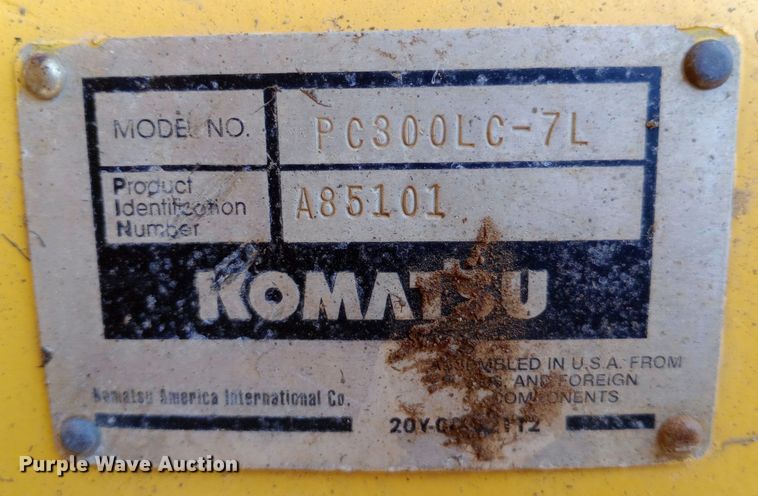 MODEL NO. PC300LC-7L
Product
Identification
Number A85101
KOMATSU
ASSEMBLED IN U.S.A. FROM
AND FOREIGN
COMPONENTS
Komatsu America International Co.
Purple Wave Auction